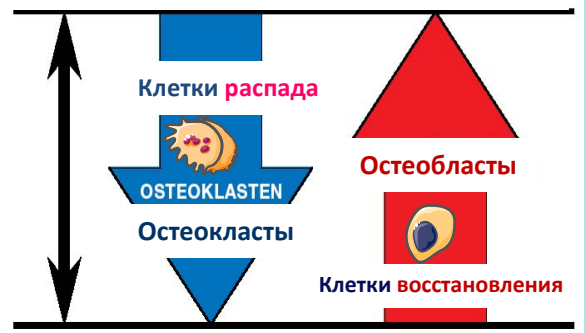 Клетки распада
OSTEOKLASTEN
Остеокласты
Остеобласты
Клетки восстановления